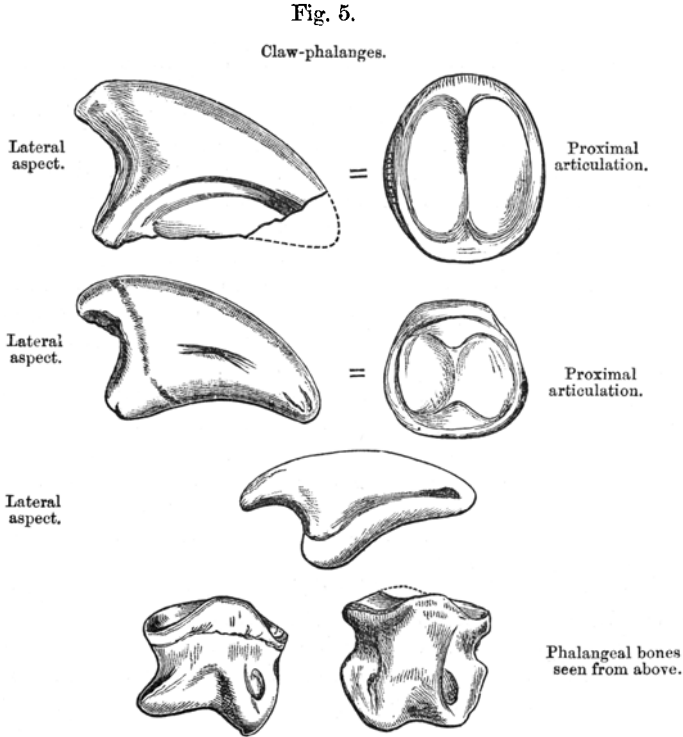 Fig. 5.
Claw-phalanges.
Lateral
aspect.
=
Proximal
articulation.
Lateral
aspect.
=
Proximal
articulation.
Lateral
aspect.
Phalangeal bones
seen from above.